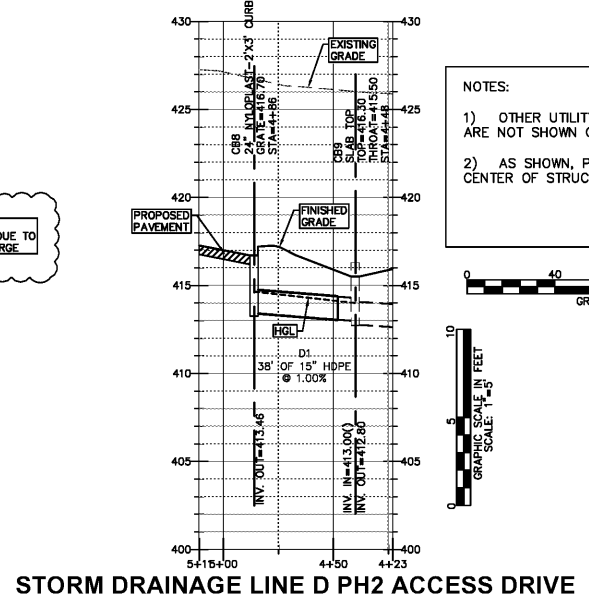 430
425
420
415
410
405
400
430
425
420
415
410
405
400
CB8
24" NYLOPLAST-2'X3' CURB
GRATE=416.70
STA=4+86
CB9
SLAB TOP
TOP=416.30
THROAT=415.50
STA=4+48
EXISTING
GRADE
PROPOSED
PAVEMENT
FINISHED
GRADE
HGL
D1
38' OF 15" HDPE
@ 1.00%
INV. OUT=413.46
INV. IN=413.00()
INV. OUT=412.80
5+00
4+50
4+23
DUE TO
RGE
NOTES:
1) OTHER UTILIT
ARE NOT SHOWN
2) AS SHOWN, P
CENTER OF STRUC
0 40
GR
10
5
0
GRAPHIC SCALE IN FEET
SCALE: 1"=5'
STORM DRAINAGE LINE D PH2 ACCESS DRIVE